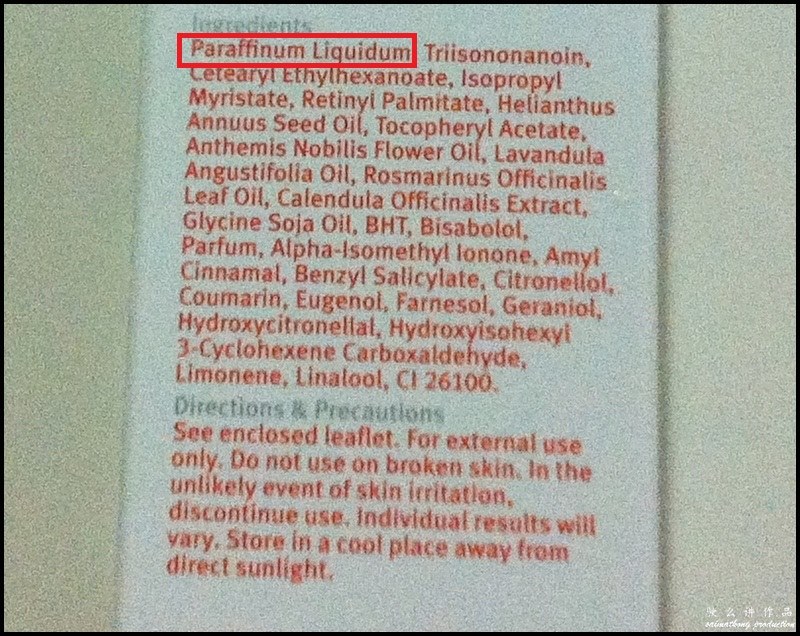 Ingredients
Paraffinum Liquidum, Triisononanoin,
Cetearyl Ethylhexanoate, Isopropyl
Myristate, Retinyl Palmitate, Helianthus
Annuus Seed Oil, Tocopheryl Acetate,
Anthemis Nobilis Flower Oil, Lavandula
Angustifolia Oil, Rosmarinus Officinalis
Leaf Oil, Calendula Officinalis Extract,
Glycine Soja Oil, BHT, Bisabolol,
Parfum, Alpha-Isomethyl Ionone, Amyl
Cinnamal, Benzyl Salicylate, Citronellol,
Coumarin, Eugenol, Farnesol, Geraniol,
Hydroxycitronellal, Hydroxyisohexyl
3-Cyclohexene Carboxaldehyde,
Limonene, Linalool, CI 26100.
Directions & Precautions
See enclosed leaflet. For external use
only. Do not use on broken skin. In the
unlikely event of skin irritation,
discontinue use. Individual results will
vary. Store in a cool place away from
direct sunlight.
production